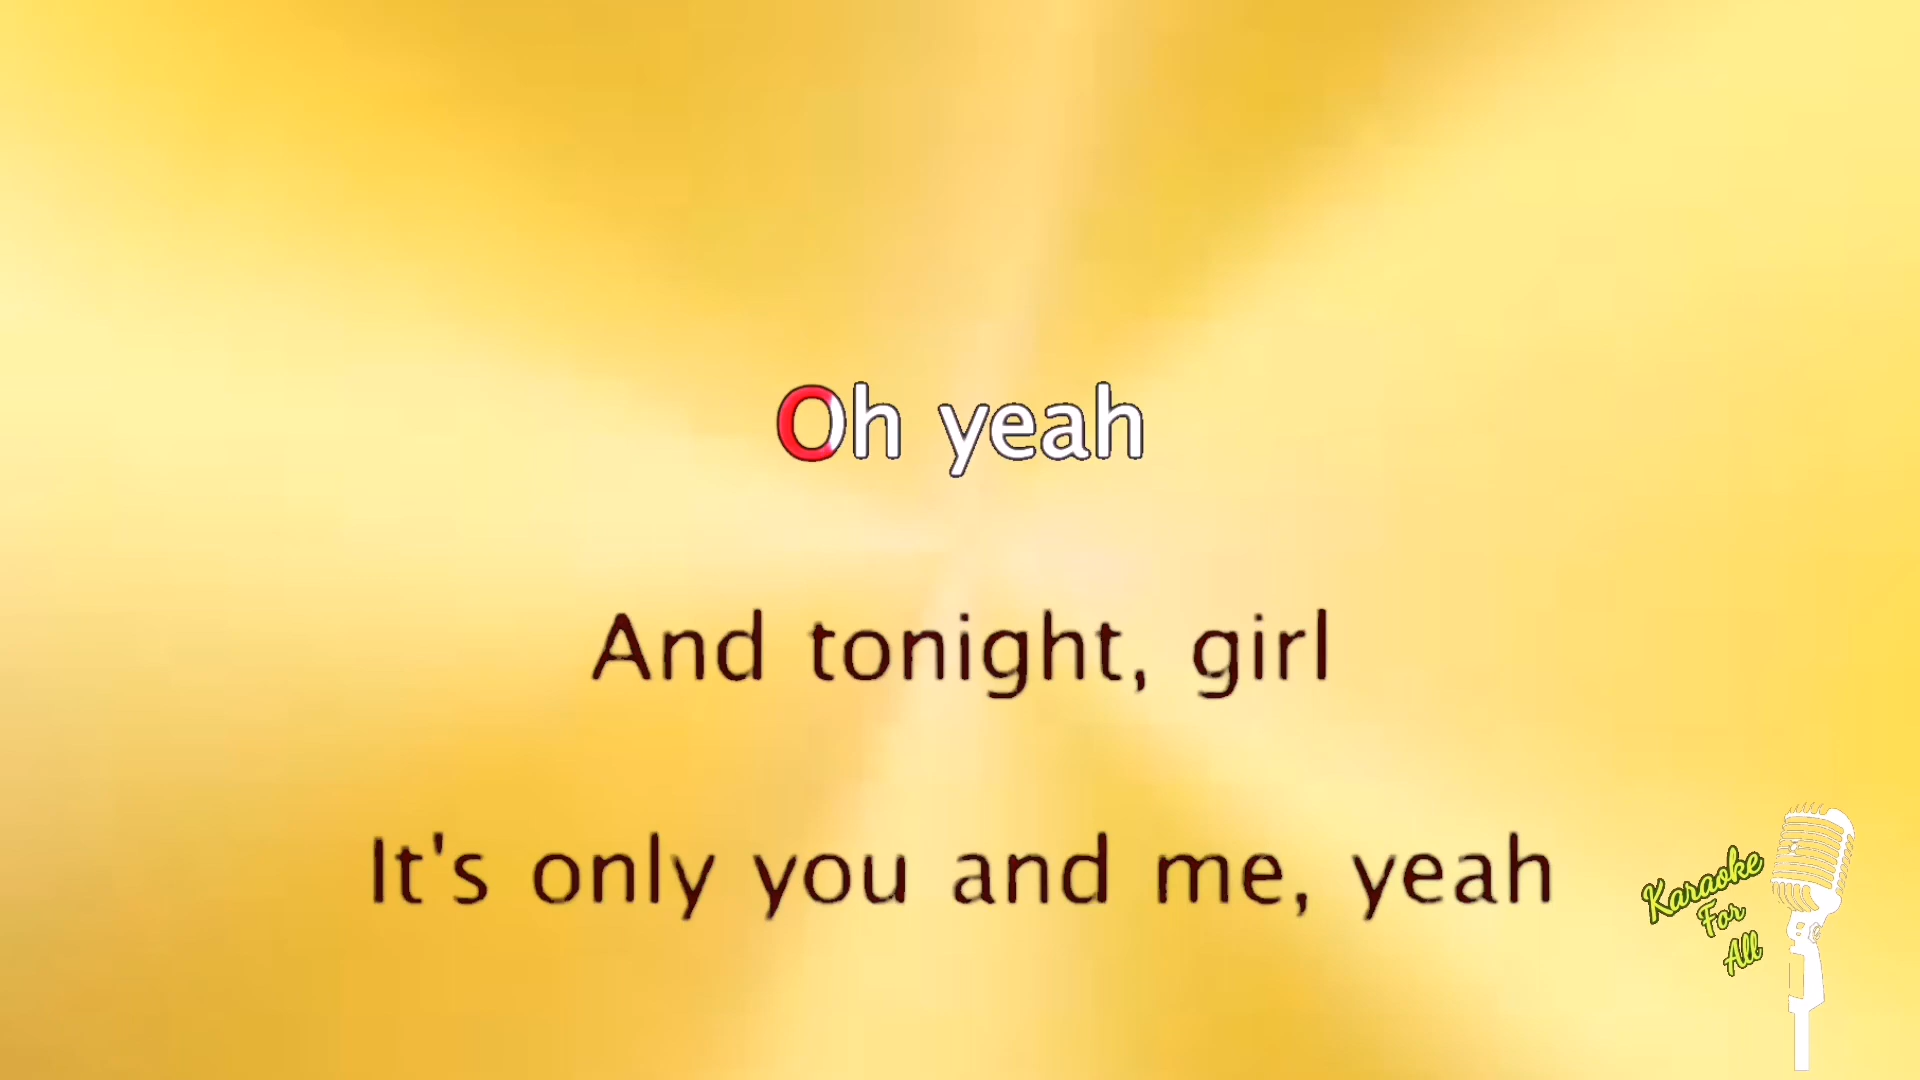 Oh yeah
And tonight, girl
It's only you and me, yeah
Karaoke
For
All